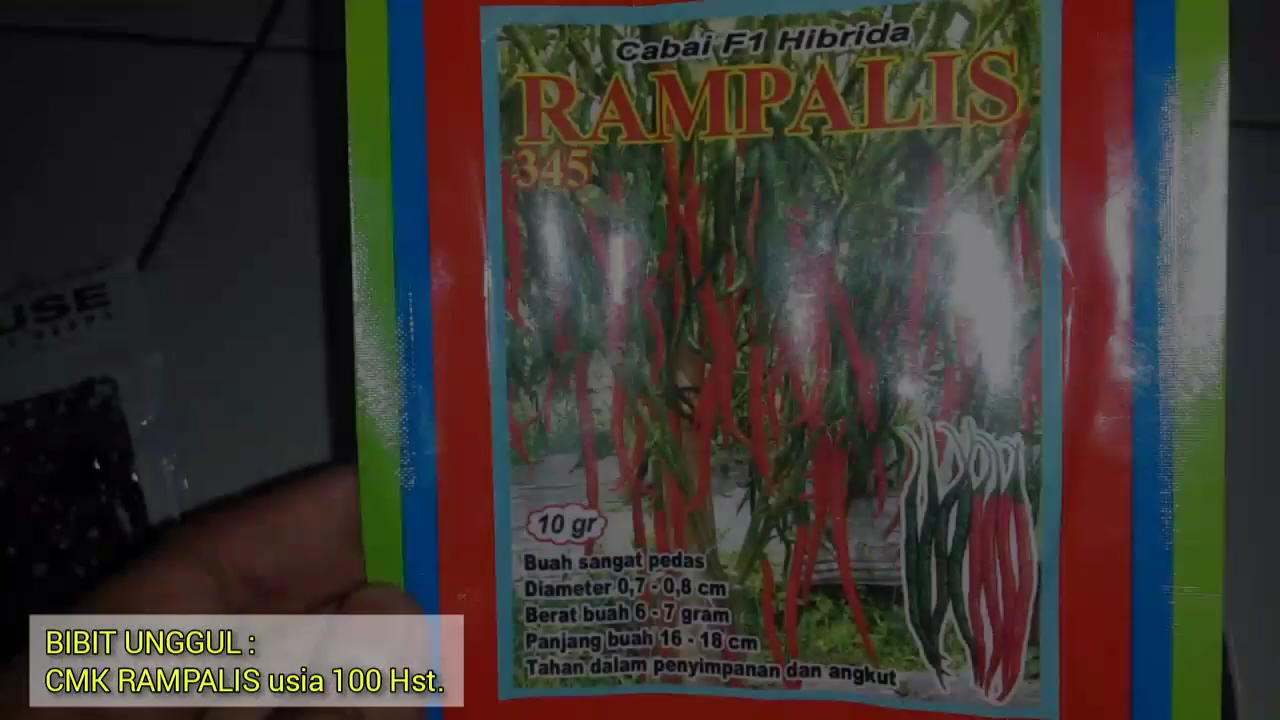 Cabai F1 Hibrida
RAMPALIS
345
USE
10 gr
Buah sangat pedas
Diameter 0,7 - 0,8 cm
Berat buah 6 - 7 gram
Panjang buah 16 - 18 cm
Tahan dalam penyimpanan dan angkut
BIBIT UNGGUL :
CMK RAMPALIS usia 100 Hst.